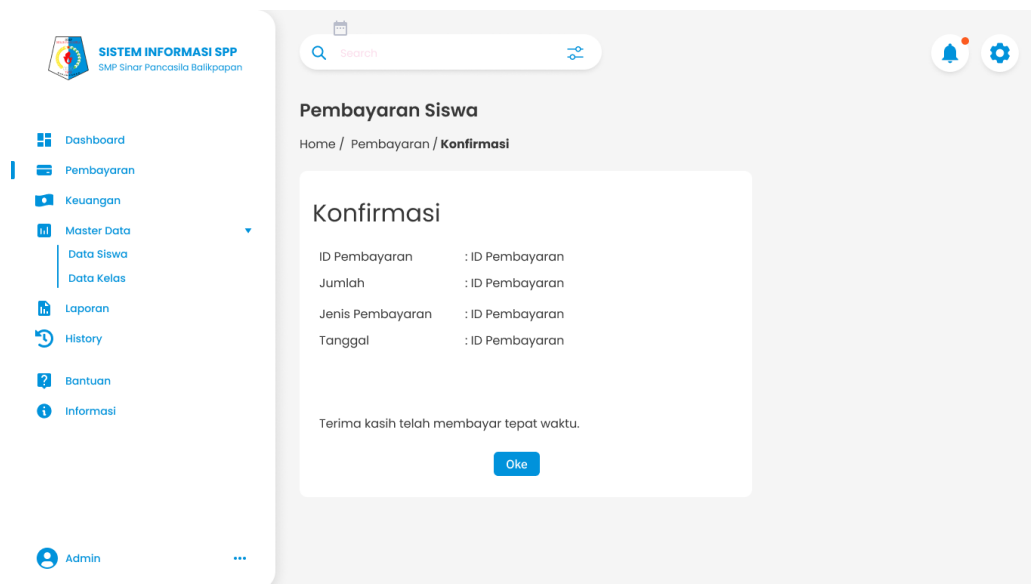 SISTEM INFORMASI SPP
SMP Sinar Pancasila Balikpapan
Dashboard
Pembayaran
Keuangan
Master Data
Data Siswa
Data Kelas
Laporan
History
Bantuan
Informasi
Admin
Search
Pembayaran Siswa
Home / Pembayaran / Konfirmasi
Konfirmasi
ID Pembayaran : ID Pembayaran
Jumlah : ID Pembayaran
Jenis Pembayaran : ID Pembayaran
Tanggal : ID Pembayaran
Terima kasih telah membayar tepat waktu.
Oke